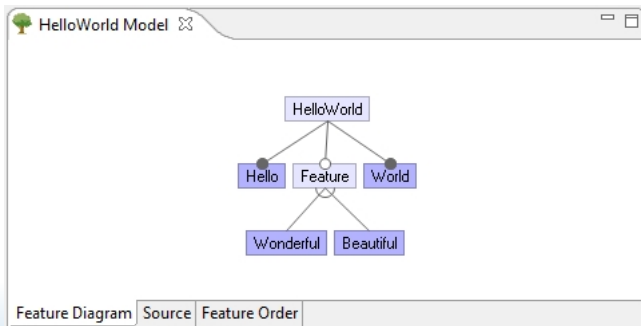 HelloWorld Model
HelloWorld
Hello Feature World
Wonderful Beautiful
Feature Diagram Source Feature Order